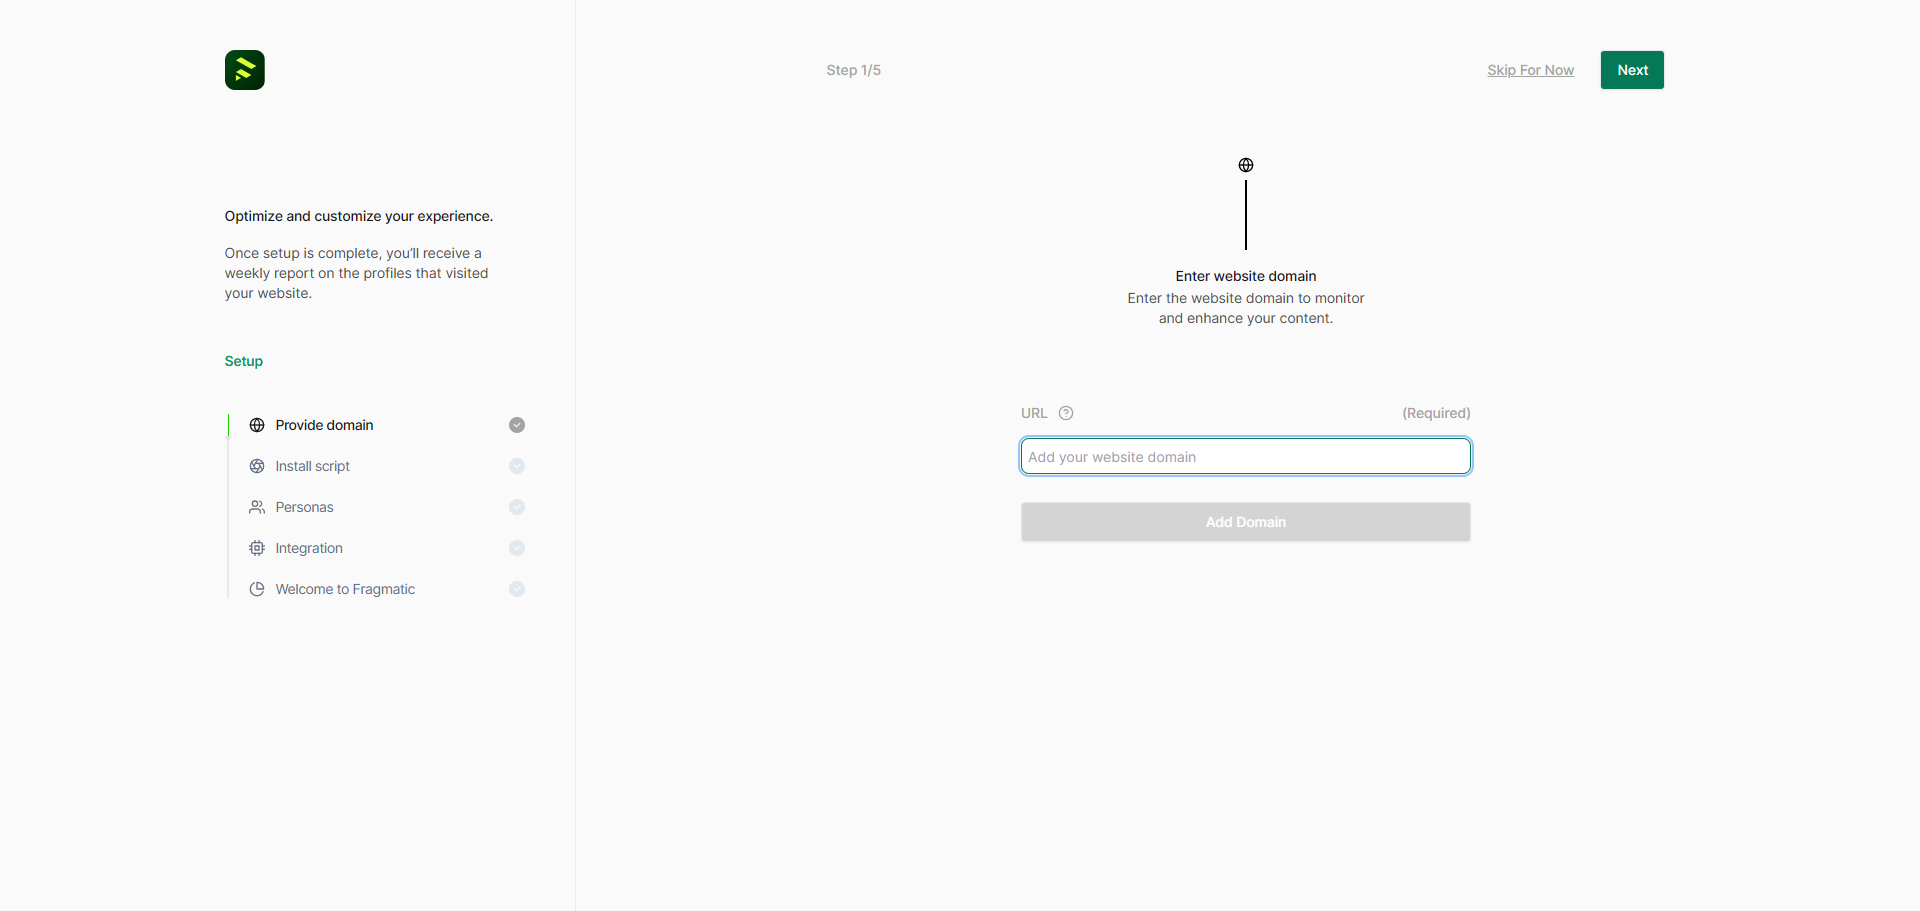 Step 1/5
Skip For Now
Next
Optimize and customize your experience.
Once setup is complete, you'll receive a
weekly report on the profiles that visited
your website.
Setup
Provide domain
Install script
Personas
Integration
Welcome to Fragmatic
Enter website domain
Enter the website domain to monitor
and enhance your content.
URL
(Required)
Add your website domain
Add Domain